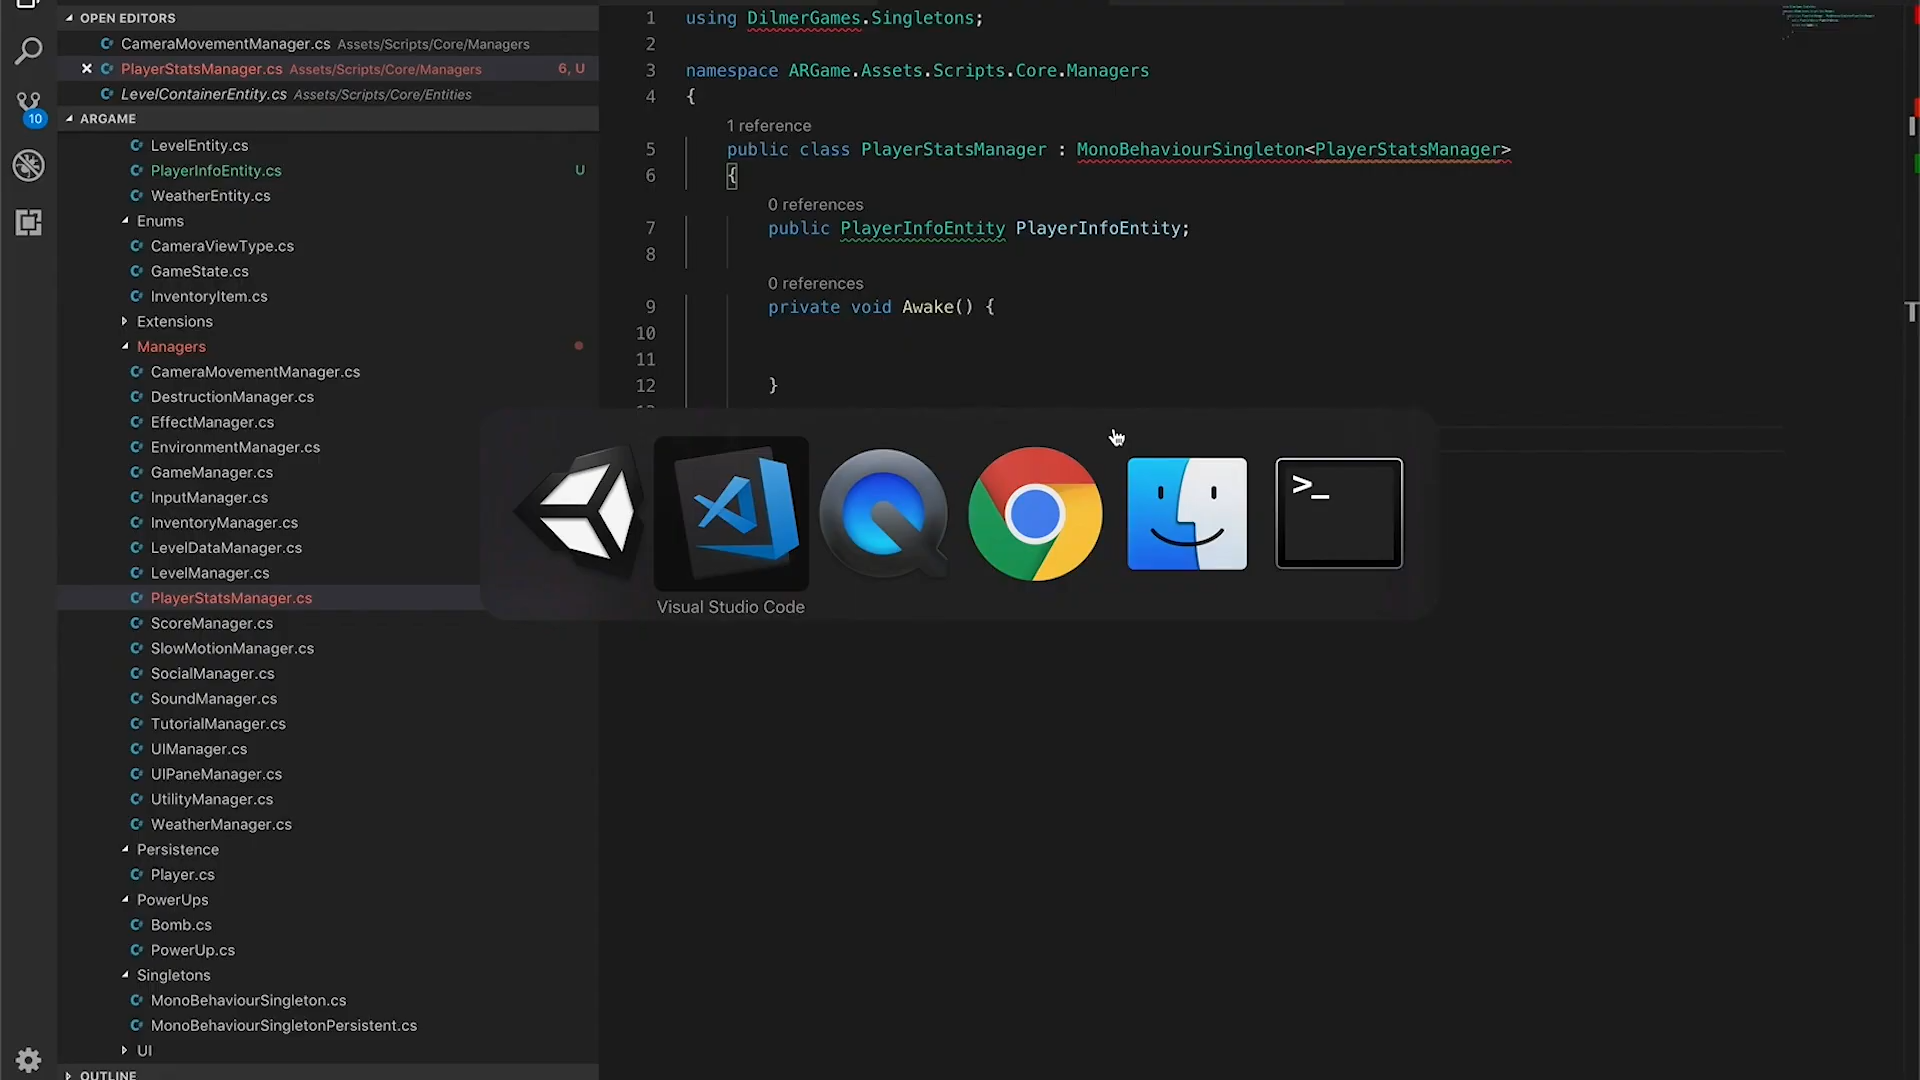 OPEN EDITORS
CameraMovementManager.cs Assets/Scripts/Core/Managers
PlayerStatsManager.cs Assets/Scripts/Core/Managers 6, U
LevelContainerEntity.cs Assets/Scripts/Core/Entities
10
ARGAME
LevelEntity.cs
PlayerInfoEntity.cs U
WeatherEntity.cs
Enums
CameraViewType.cs
GameState.cs
InventoryItem.cs
Extensions
Managers
CameraMovementManager.cs
DestructionManager.cs
EffectManager.cs
EnvironmentManager.cs
GameManager.cs
InputManager.cs
InventoryManager.cs
LevelDataManager.cs
LevelManager.cs
PlayerStatsManager.cs
ScoreManager.cs
SlowMotionManager.cs
SocialManager.cs
SoundManager.cs
TutorialManager.cs
UIManager.cs
UIPaneManager.cs
UtilityManager.cs
WeatherManager.cs
Persistence
Player.cs
PowerUps
Bomb.cs
PowerUp.cs
Singletons
MonoBehaviourSingleton.cs
MonoBehaviourSingletonPersistent.cs
UI
OUTLINE
1 using DilmerGames.Singletons;
2
3 namespace ARGame.Assets.Scripts.Core.Managers
4 {
1 reference
5 public class PlayerStatsManager : MonoBehaviourSingleton<PlayerStatsManager>
6 {
0 references
7 public PlayerInfoEntity PlayerInfoEntity;
8
0 references
9 private void Awake() {
10
11
12 }
>_
Visual Studio Code